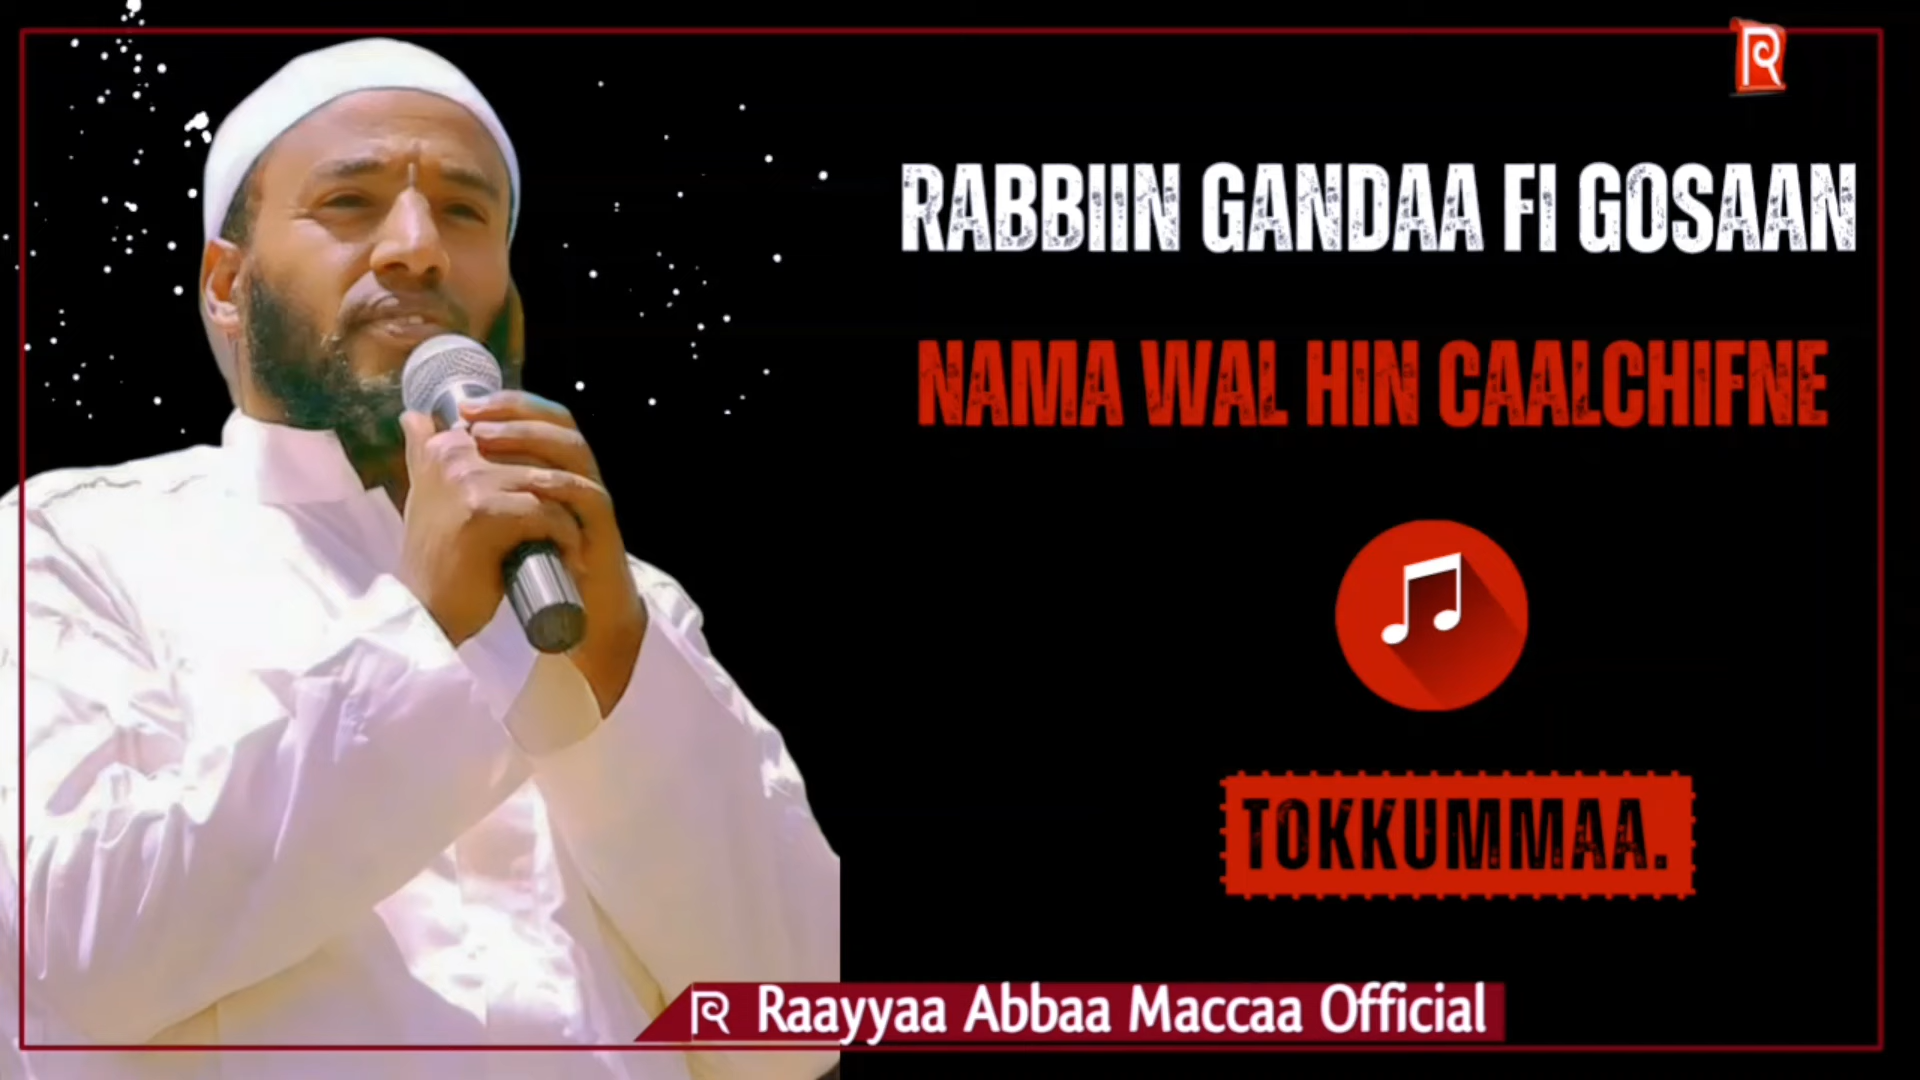 R
RABBIIN GANDAA FI GOSAAN
NAMA WAL HIN CAALCHIFNE
TOKKUMMAA.
R Raayyaa Abbaa Maccaa Official